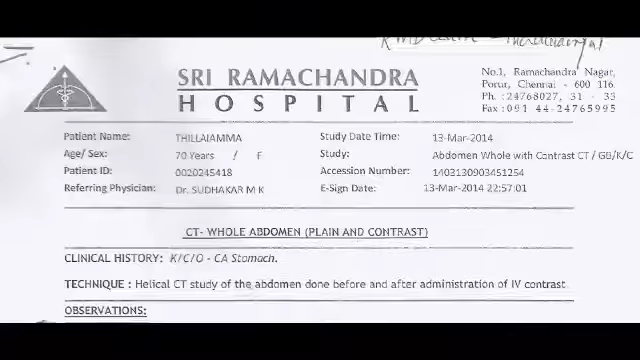 SRI RAMACHANDRA
HOSPITAL
No.1, Ramachandra Nagar,
Porur, Chennai - 600 116.
Ph. : 24768027, 31 - 33
Fax : 091 44-24765995
Patient Name: THILLAIAMMA Study Date Time: 13-Mar-2014
Age/ Sex: 70 Years / F Study: Abdomen Whole with Contrast CT / GB/K/C
Patient ID: 0020245418 Accession Number: 1403130903451254
Referring Physician: Dr. SUDHAKAR M K E-Sign Date: 13-Mar-2014 22:57:01
CT- WHOLE ABDOMEN (PLAIN AND CONTRAST)
CLINICAL HISTORY: K/C/O - CA Stomach.
TECHNIQUE : Helical CT study of the abdomen done before and after administration of IV contrast
OBSERVATIONS: